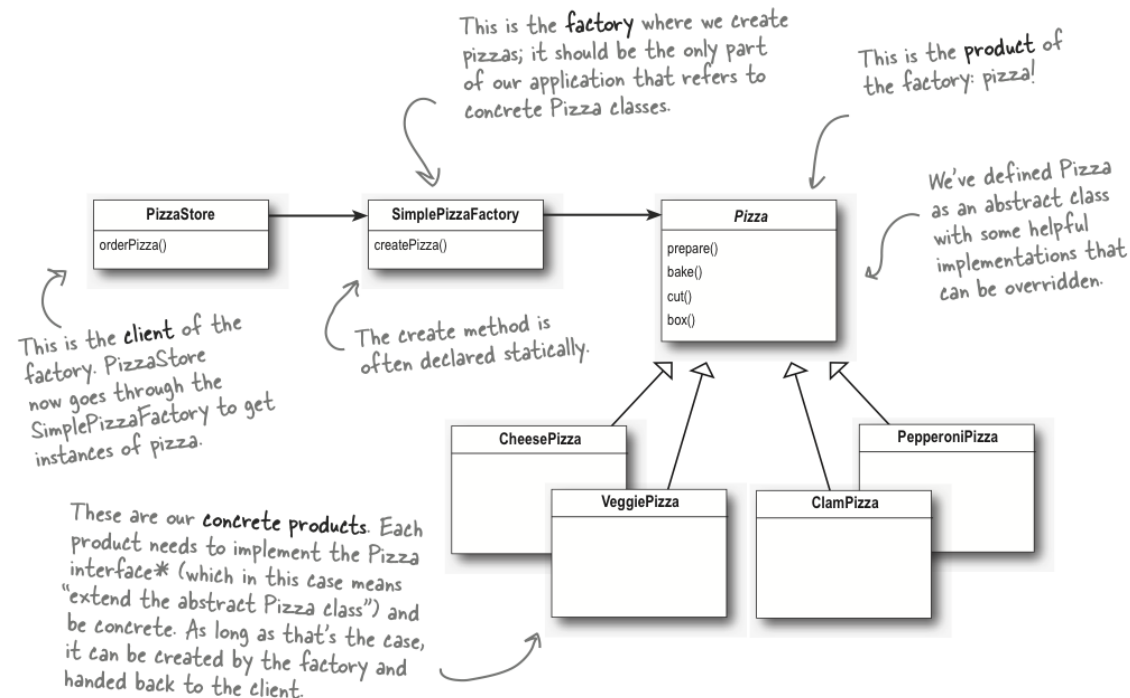 This is the factory where we create
pizzas; it should be the only part
of our application that refers to
concrete Pizza classes.
This is the product of
the factory: pizza!
We've defined Pizza
as an abstract class
with some helpful
implementations that
can be overridden.
PizzaStore
orderPizza()
SimplePizzaFactory
createPizza()
Pizza
prepare()
bake()
cut()
box()
This is the client of the
factory. PizzaStore
now goes through the
SimplePizzaFactory to get
instances of pizza.
The create method is
often declared statically.
CheesePizza
VeggiePizza
ClamPizza
PepperoniPizza
These are our concrete products. Each
product needs to implement the Pizza
interface* (which in this case means
“extend the abstract Pizza class”) and
be concrete. As long as that's the case,
it can be created by the factory and
handed back to the client.